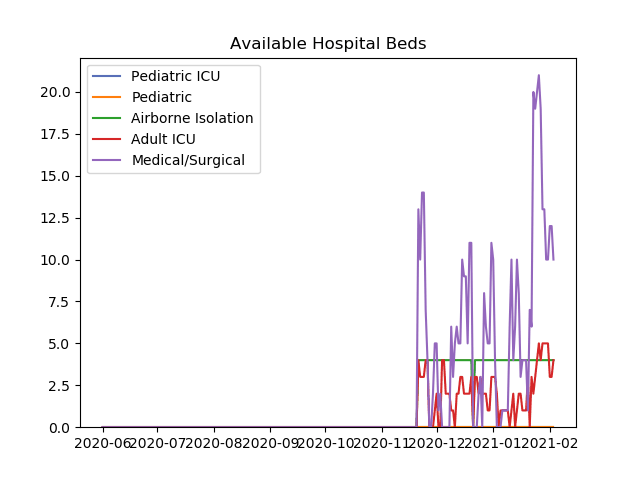 Available Hospital Beds
Pediatric ICU
Pediatric
Airborne Isolation
Adult ICU
Medical/Surgical
20.0
17.5
15.0
12.5
10.0
7.5
5.0
2.5
0.0
2020-06 2020-07 2020-08 2020-09 2020-10 2020-11 2020-12 2021-01 2021-02